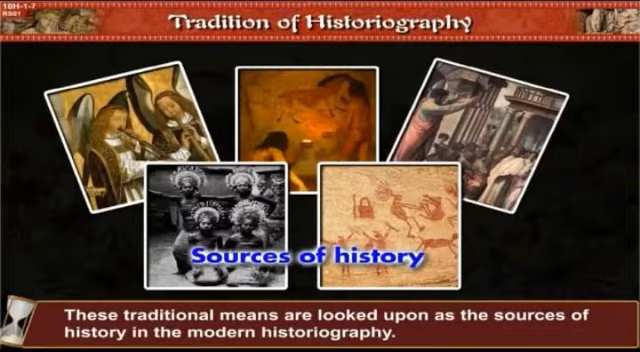 10H-1-7
RS01
Tradition of Historiography
Sources of history
These traditional means are looked upon as the sources of
history in the modern historiography.